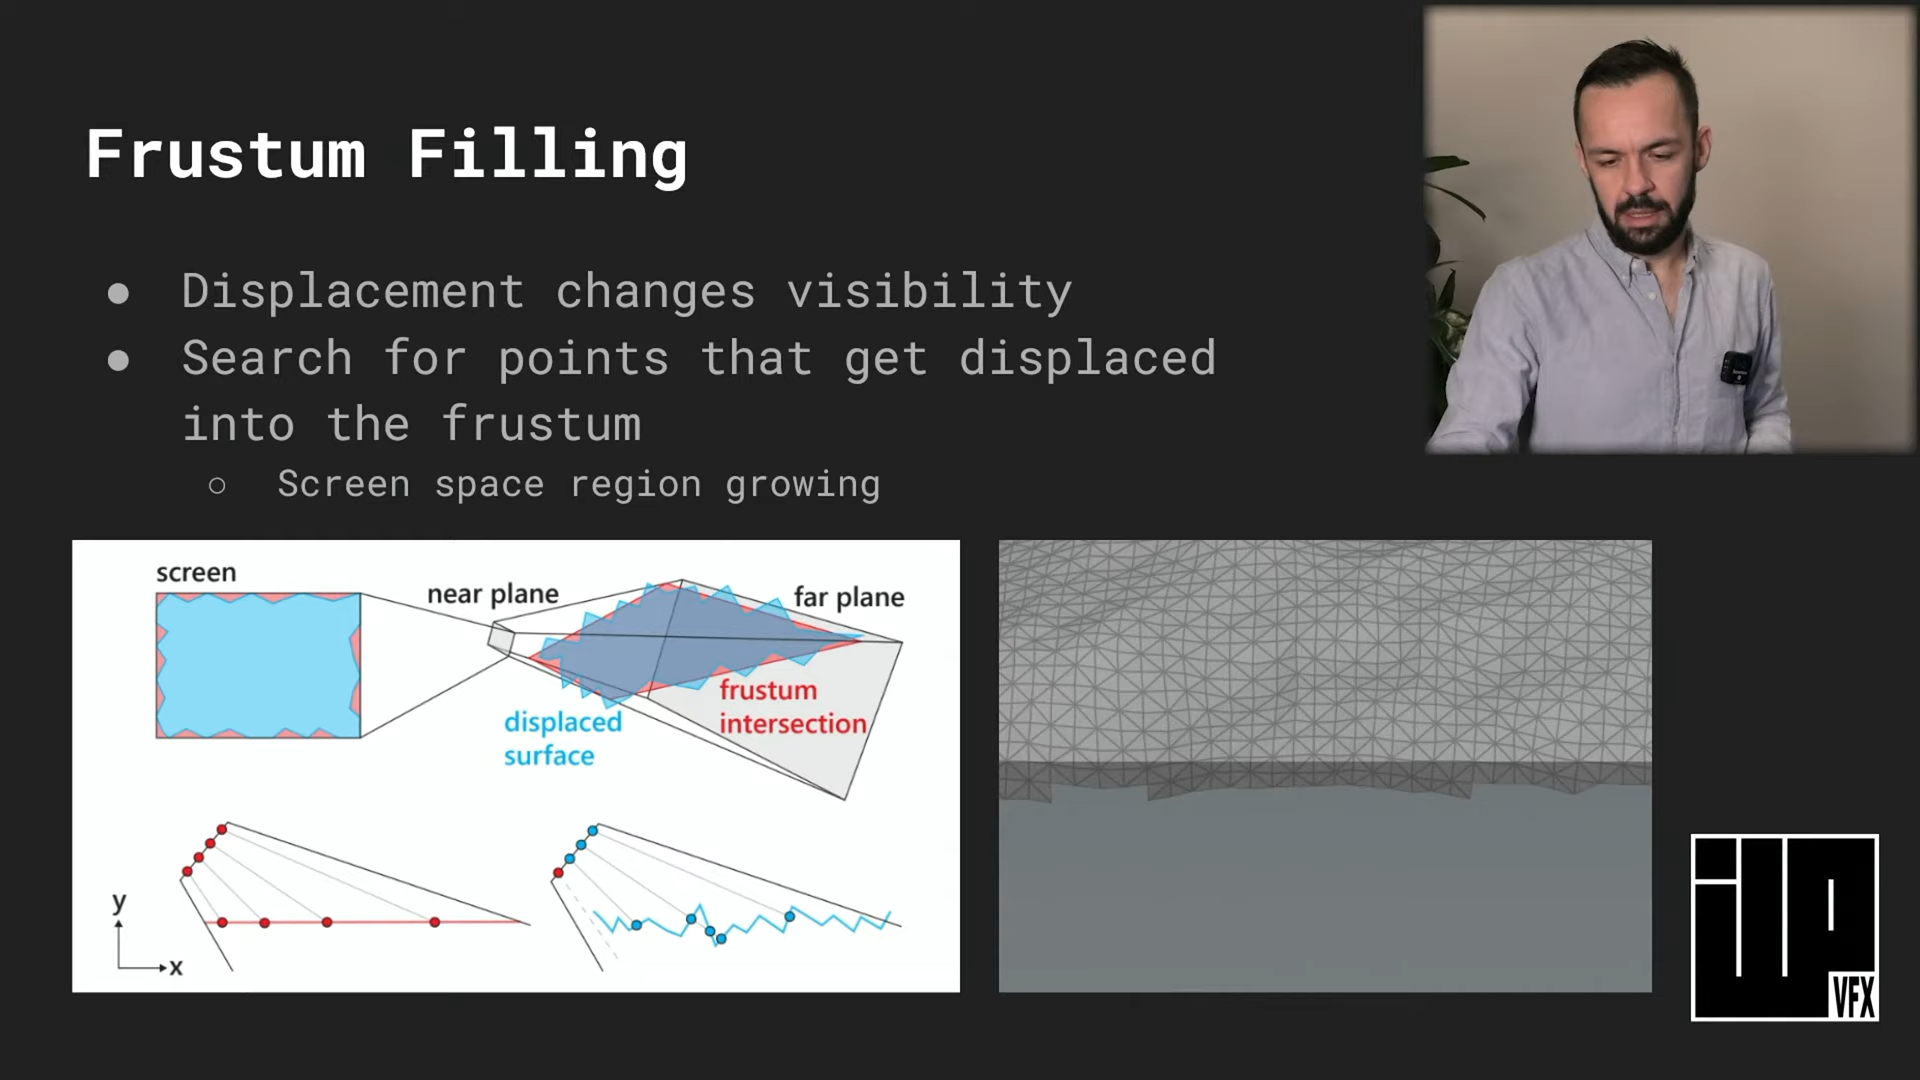 Frustum Filling
● Displacement changes visibility
● Search for points that get displaced
into the frustum
○ Screen space region growing
screen
near plane
far plane
frustum
intersection
displaced
surface
y
x
iLP
VFX